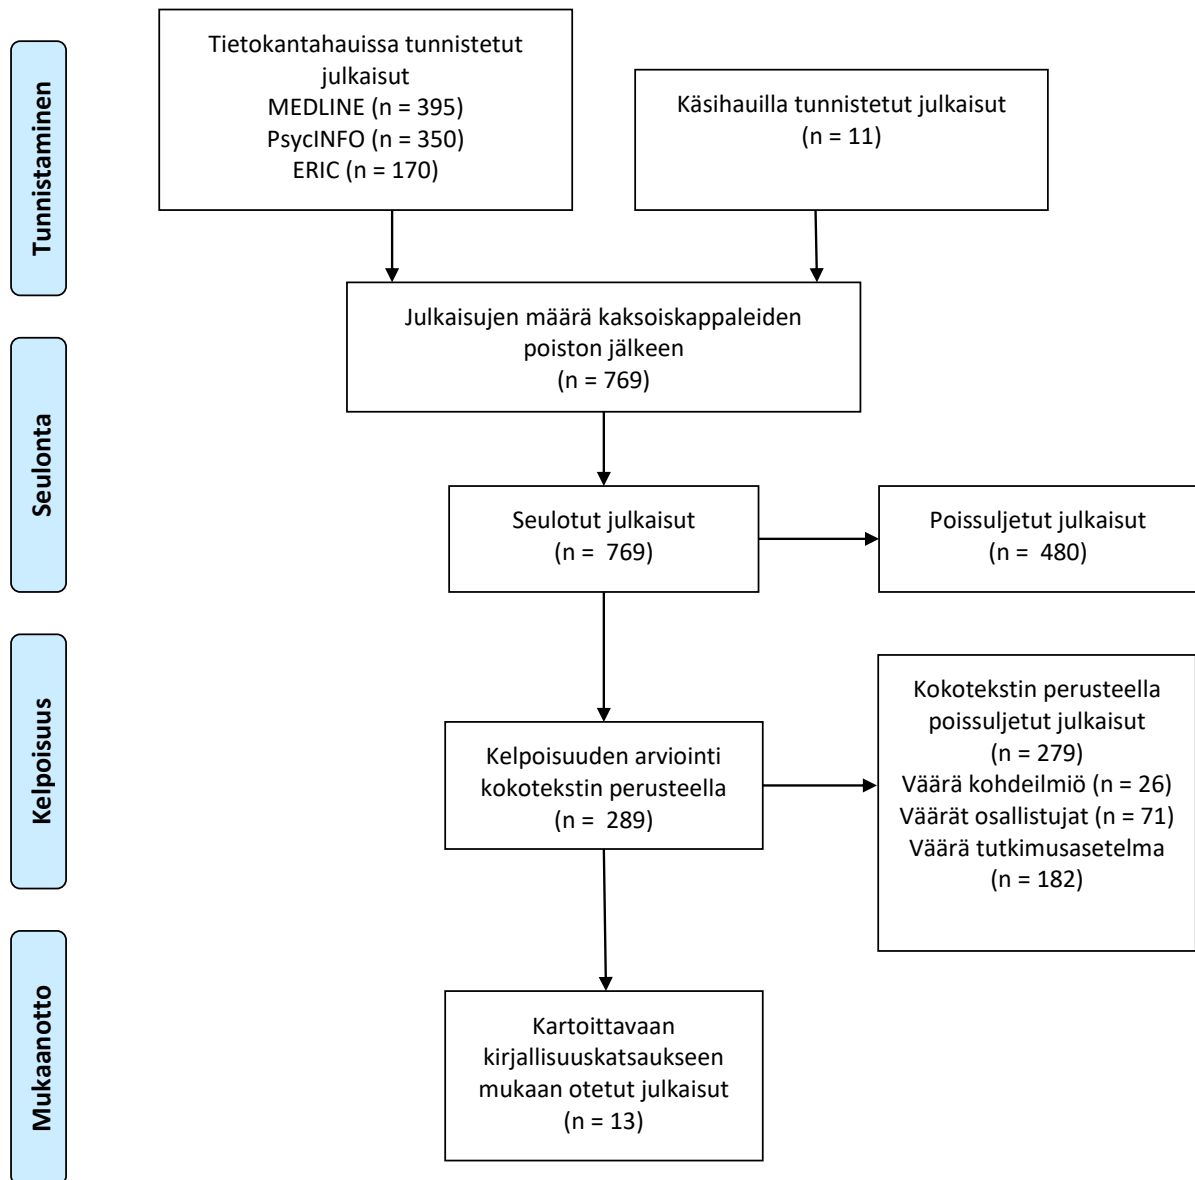 Tunnistaminen
Tietokantahauissa tunnistetut
julkaisut
MEDLINE (n = 395)
PsycINFO (n = 350)
ERIC (n = 170)
Käsihauilla tunnistetut julkaisut
(n = 11)
Julkaisujen määrä kaksoiskappaleiden
poiston jälkeen
(n = 769)
Seulonta
Seulotut julkaisut
(n =  769)
Poissuljetut julkaisut
(n =  480)
Kelpoisuus
Kelpoisuuden arviointi
kokotekstin perusteella
(n =  289)
Kokotekstin perusteella
poissuljetut julkaisut
(n = 279)
Väärä kohdeilmiö (n = 26)
Väärät osallistujat (n = 71)
Väärä tutkimusasetelma
(n = 182)
Mukaanotto
Kartoittavaan
kirjallisuuskatsaukseen
mukaan otetut julkaisut
(n = 13)